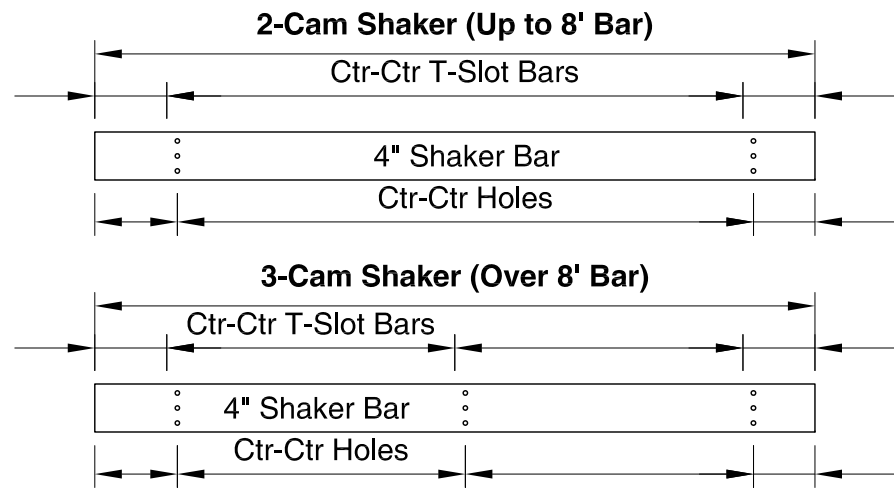 2-Cam Shaker (Up to 8' Bar)
Ctr-Ctr T-Slot Bars
4" Shaker Bar
Ctr-Ctr Holes
3-Cam Shaker (Over 8' Bar)
Ctr-Ctr T-Slot Bars
4" Shaker Bar
Ctr-Ctr Holes